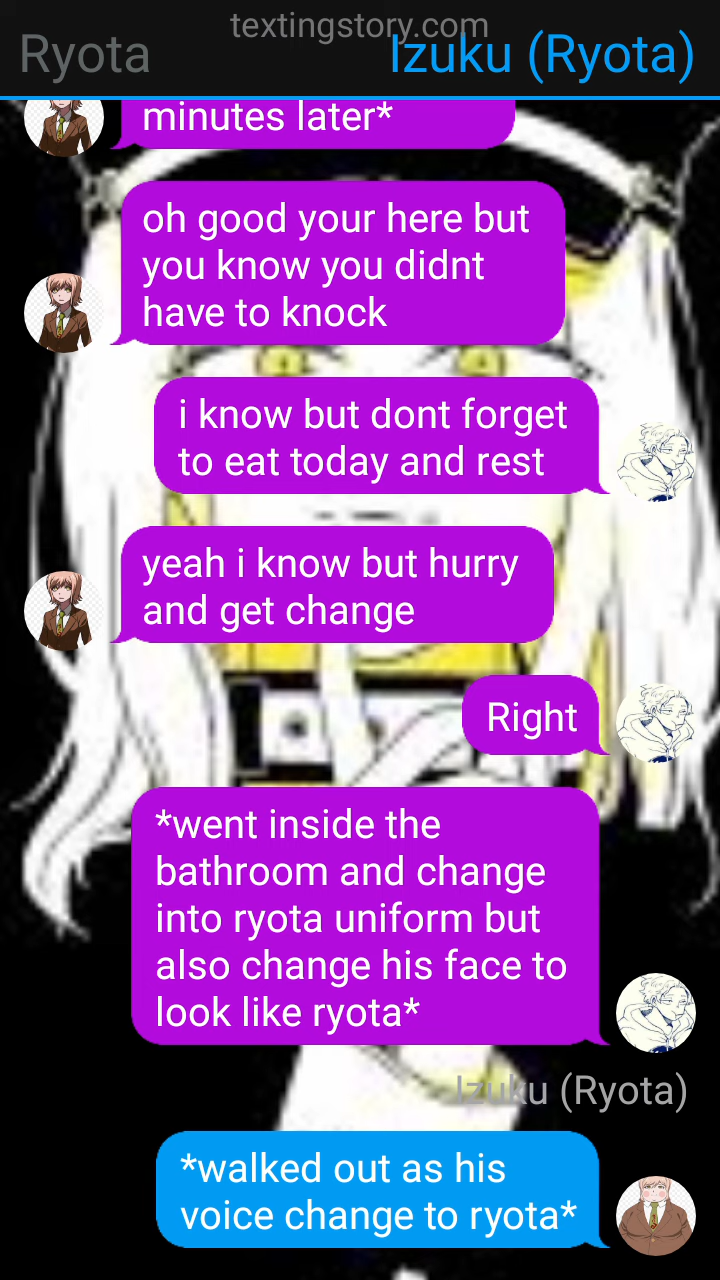 textingstory.com
Ryota
Izuku (Ryota)
minutes later*
oh good your here but
you know you didnt
have to knock
i know but dont forget
to eat today and rest
yeah i know but hurry
and get change
Right
*went inside the
bathroom and change
into ryota uniform but
also change his face to
look like ryota*
Izuku (Ryota)
*walked out as his
voice change to ryota*